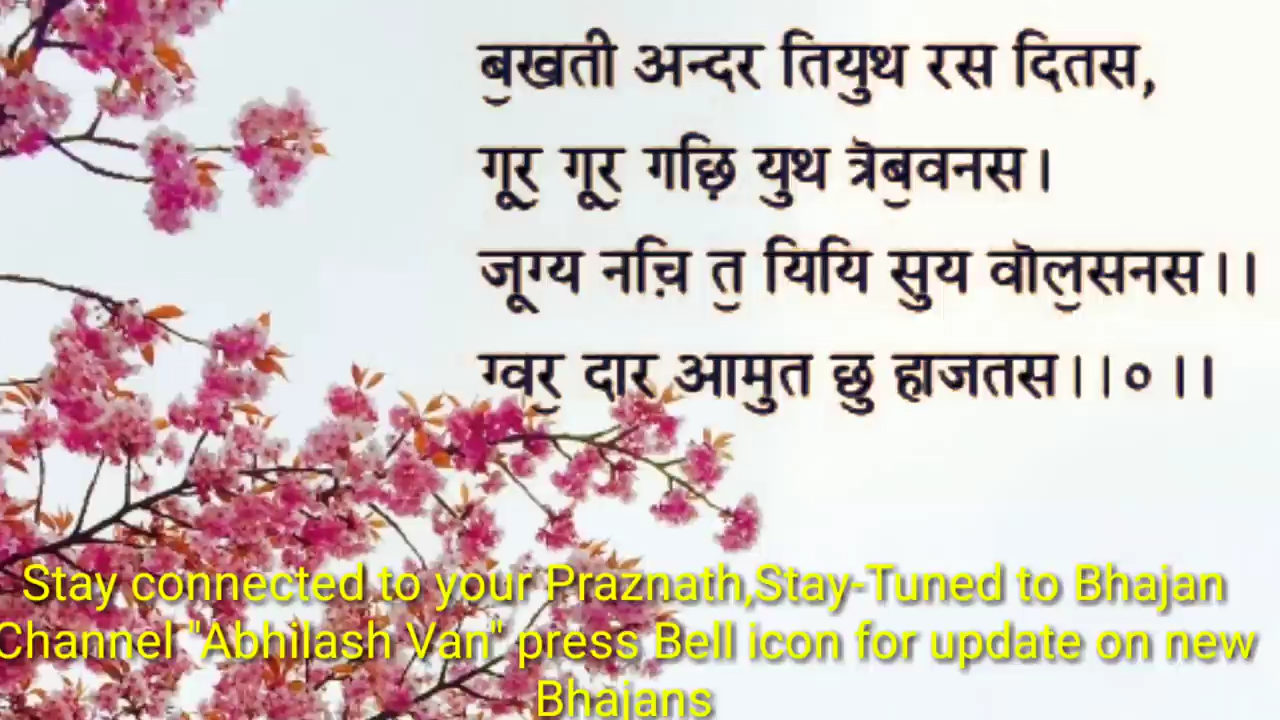 ब॒खती अन्दर तियुथ रस दितस,
गू॒र॒ गू॒र॒ गछ़ि युथ त्रॆब॒वनस।
जूग्य नचि़ त॒ यियि सुय वॊल॒सनस।।
ग्वर॒ दार आमुत छु हाजतस।।०।।
Stay connected to your Praznath,Stay-Tuned to Bhajan
Channel "Abhilash Van" press Bell icon for update on new
Bhajans